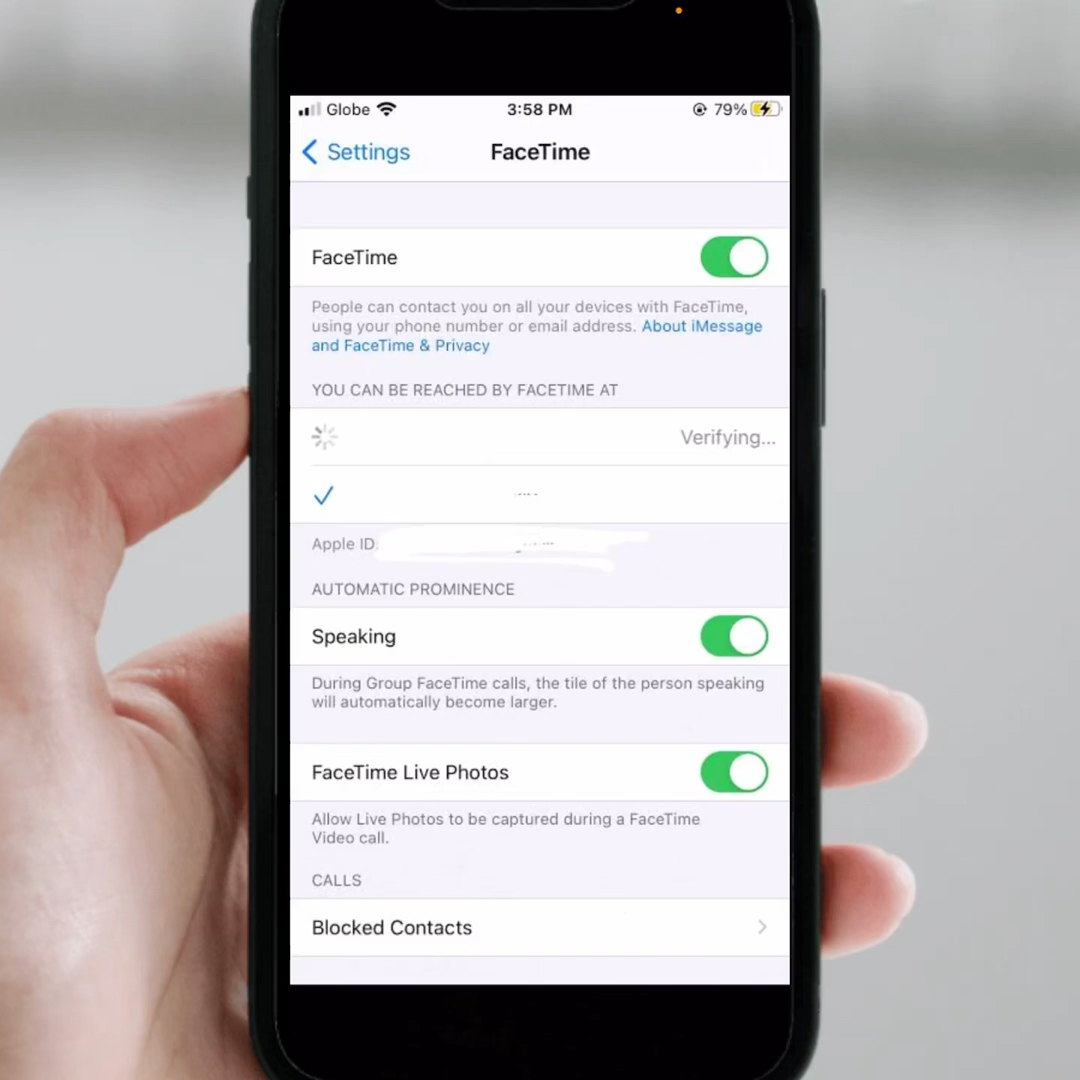 Globe
3:58 PM
79%
Settings
FaceTime
FaceTime
People can contact you on all your devices with FaceTime,
using your phone number or email address. About iMessage
and FaceTime & Privacy
YOU CAN BE REACHED BY FACETIME AT
Verifying...
Apple ID:
AUTOMATIC PROMINENCE
Speaking
During Group FaceTime calls, the tile of the person speaking
will automatically become larger.
FaceTime Live Photos
Allow Live Photos to be captured during a FaceTime
Video call.
CALLS
Blocked Contacts